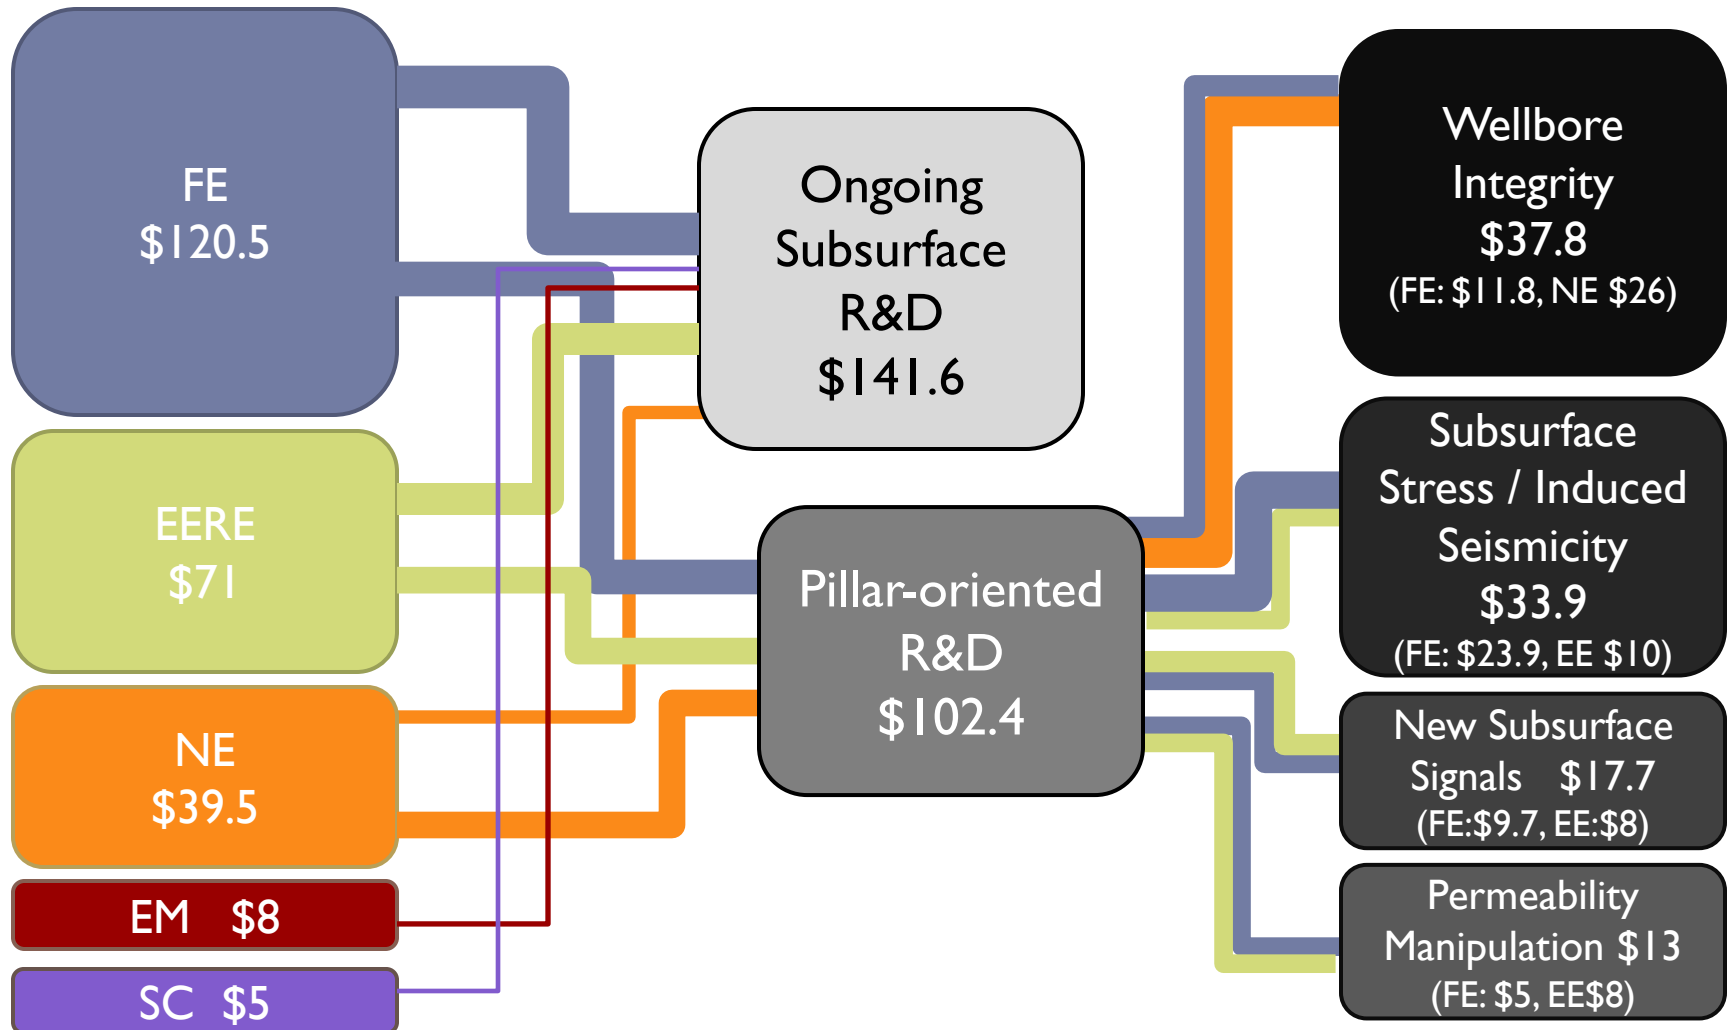 FE
$120.5
EERE
$71
NE
$39.5
EM $8
SC $5
Ongoing
Subsurface
R&D
$141.6
Pillar-oriented
R&D
$102.4
Wellbore
Integrity
$37.8
(FE: $11.8, NE $26)
Subsurface
Stress / Induced
Seismicity
$33.9
(FE: $23.9, EE $10)
New Subsurface
Signals $17.7
(FE:$9.7, EE:$8)
Permeability
Manipulation $13
(FE: $5, EE$8)